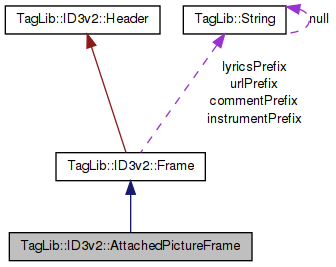 TagLib::ID3v2::Header
TagLib::String
null
lyricsPrefix
urlPrefix
commentPrefix
instrumentPrefix
TagLib::ID3v2::Frame
TagLib::ID3v2::AttachedPictureFrame